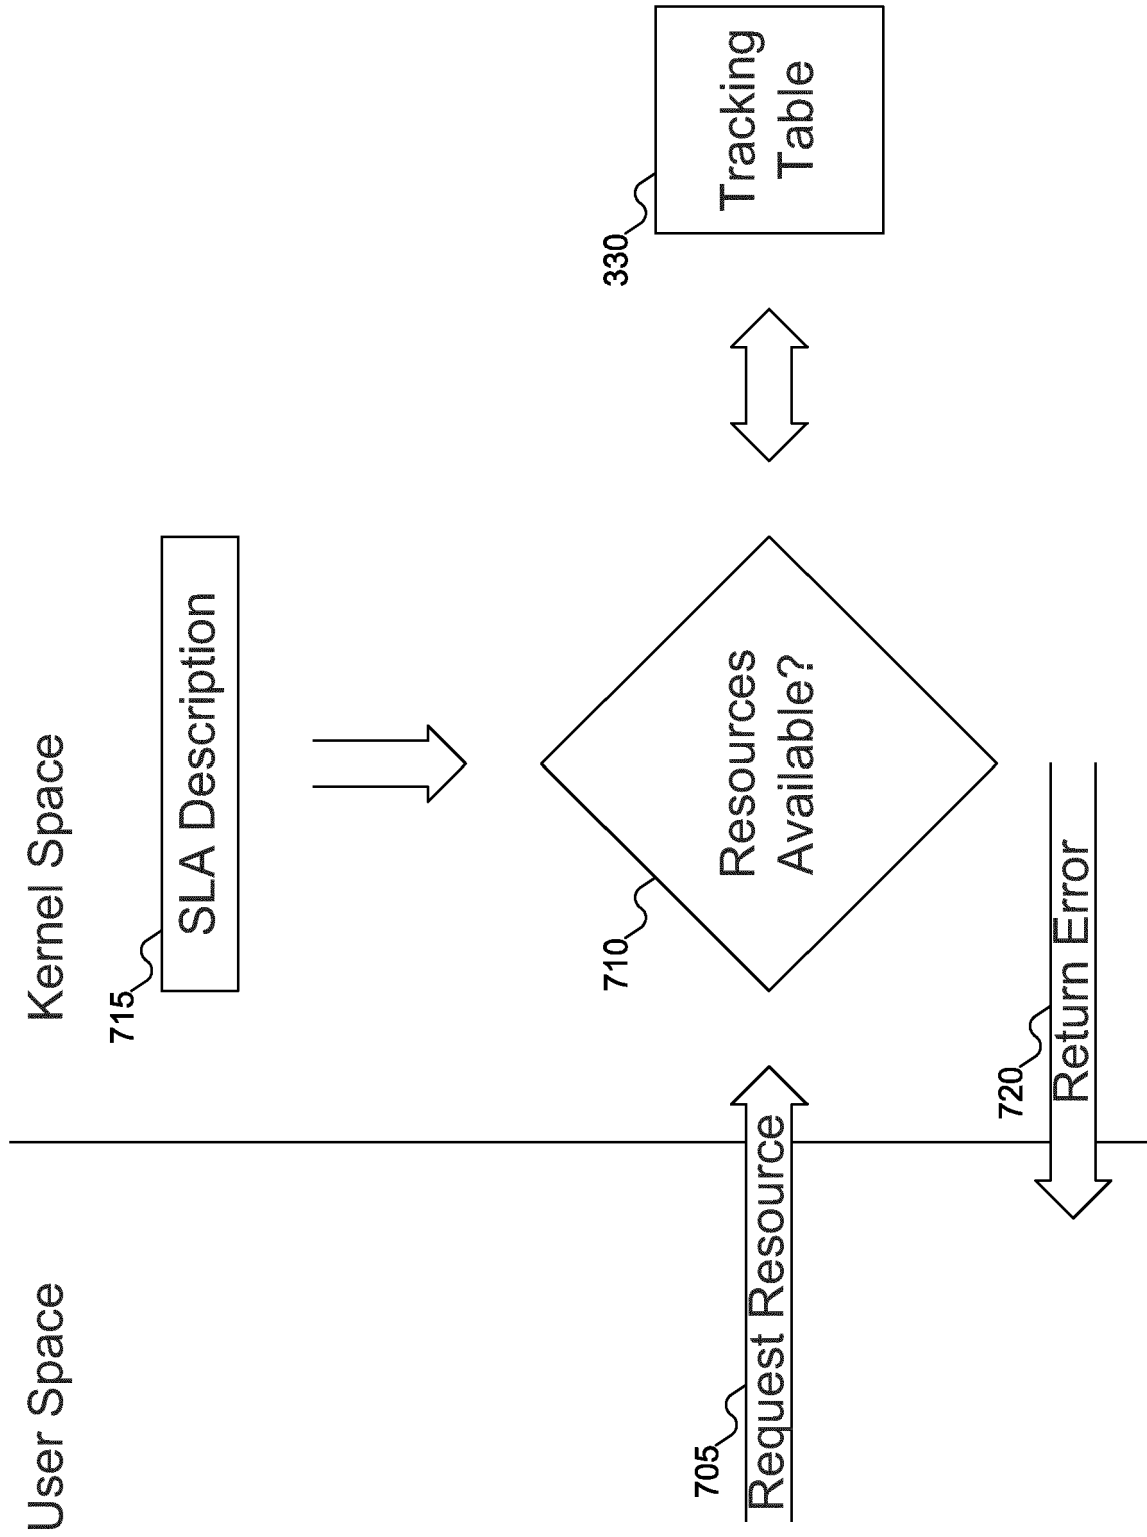 User Space
Kernel Space
715
SLA Description
705
Request Resource
710
Resources
Available?
330
Tracking
Table
720
Return Error